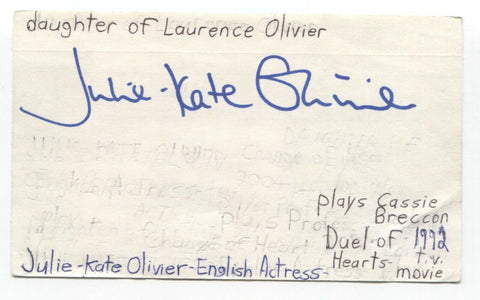 daughter of Laurence Olivier
Julie-Kate Olivier
plays Cassie
Breccon
Duel of 1992
Hearts- t.v.
movie
Julie-Kate Olivier-English Actress-